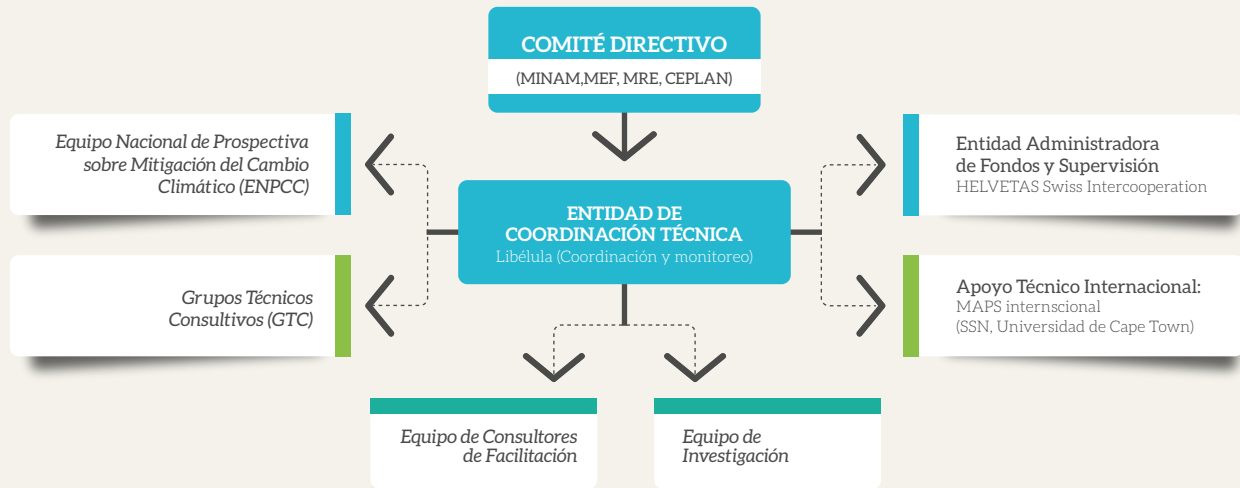 COMITÉ DIRECTIVO
(MINAM,MEF, MRE, CEPLAN)
Equipo Nacional de Prospectiva
sobre Mitigación del Cambio
Climático (ENPCC)
Entidad Administradora
de Fondos y Supervisión
HELVETAS Swiss Intercooperation
ENTIDAD DE
COORDINACIÓN TÉCNICA
Libélula (Coordinación y monitoreo)
Grupos Técnicos
Consultivos (GTC)
Apoyo Técnico Internacional:
MAPS internscional
(SSN, Universidad de Cape Town)
Equipo de Consultores
de Facilitación
Equipo de
Investigación